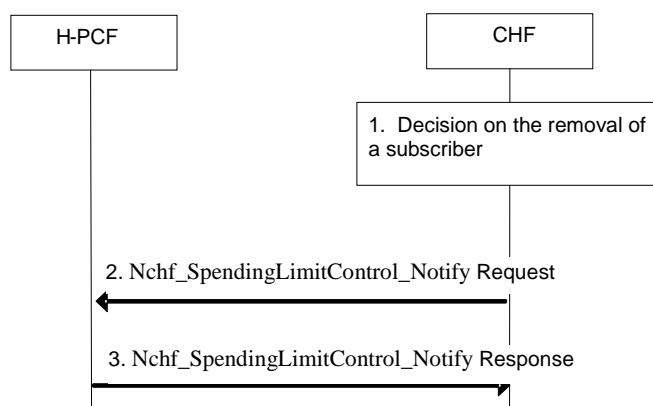 H-PCF
CHF
1. Decision on the removal of
a subscriber
2. Nchf_SpendingLimitControl_Notify Request
3. Nchf_SpendingLimitControl_Notify Response